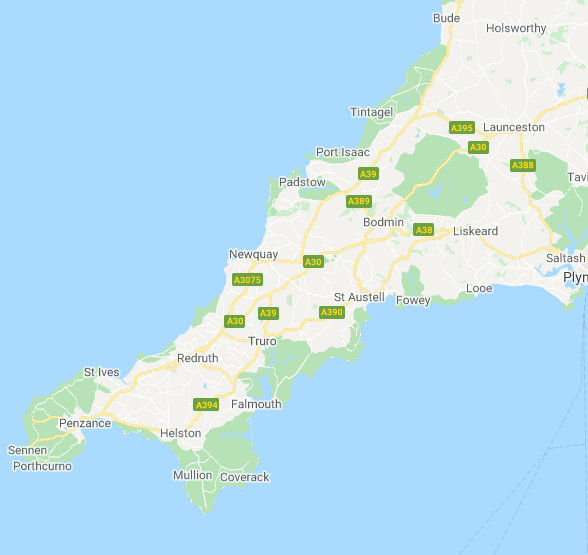 Bude
Holsworthy
Tintagel
A395
Launceston
A30
Port Isaac
A388
A39
Tavi
Padstow
A389
Bodmin
A38
Liskeard
Newquay
A30
Saltash
Plyn
A3075
Looe
St Austell
Fowey
A39
A390
A30
Truro
Redruth
St Ives
A394
Falmouth
Penzance
Helston
Sennen
Porthcurno
Mullion
Coverack